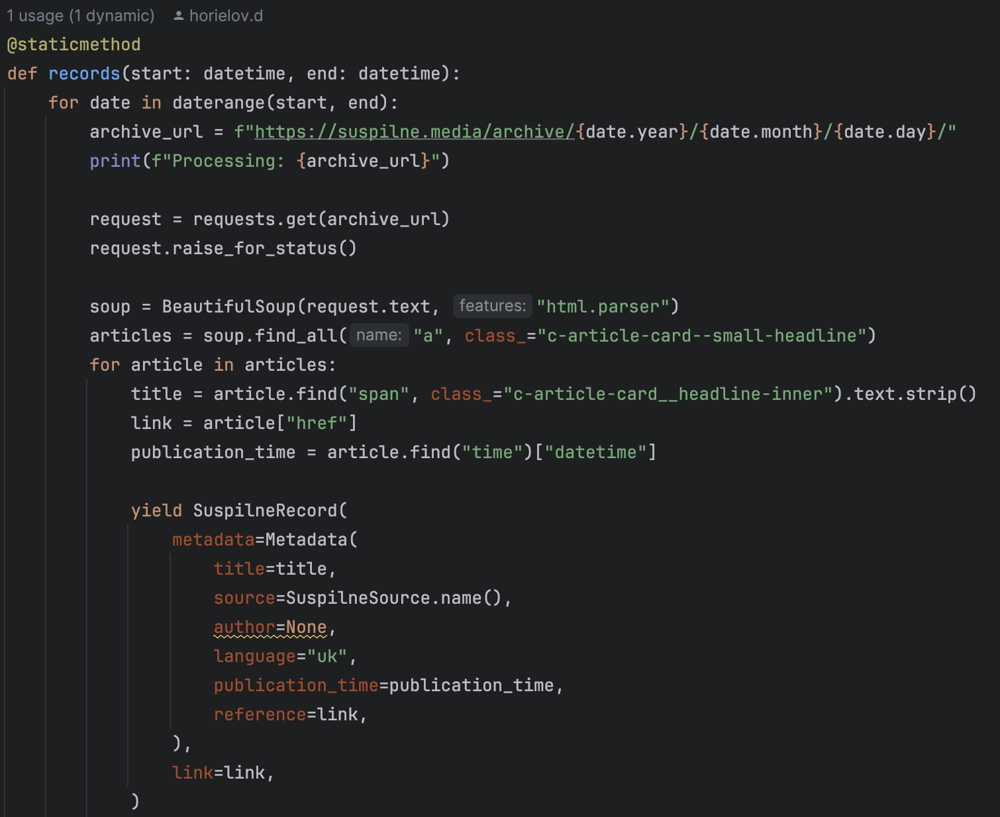 1 usage (1 dynamic) horielov.d
@staticmethod
def records(start: datetime, end: datetime):
    for date in daterange(start, end):
        archive_url = f"https://suspilne.media/archive/{date.year}/{date.month}/{date.day}/"
        print(f"Processing: {archive_url}")

        request = requests.get(archive_url)
        request.raise_for_status()

        soup = BeautifulSoup(request.text, features: "html.parser")
        articles = soup.find_all( name: "a", class_="c-article-card--small-headline")
        for article in articles:
            title = article.find("span", class_="c-article-card__headline-inner").text.strip()
            link = article["href"]
            publication_time = article.find("time")["datetime"]

            yield SuspilneRecord(
                metadata=Metadata(
                    title=title,
                    source=SuspilneSource.name(),
                    author=None,
                    language="uk",
                    publication_time=publication_time,
                    reference=link,
                ),
                link=link,
            )